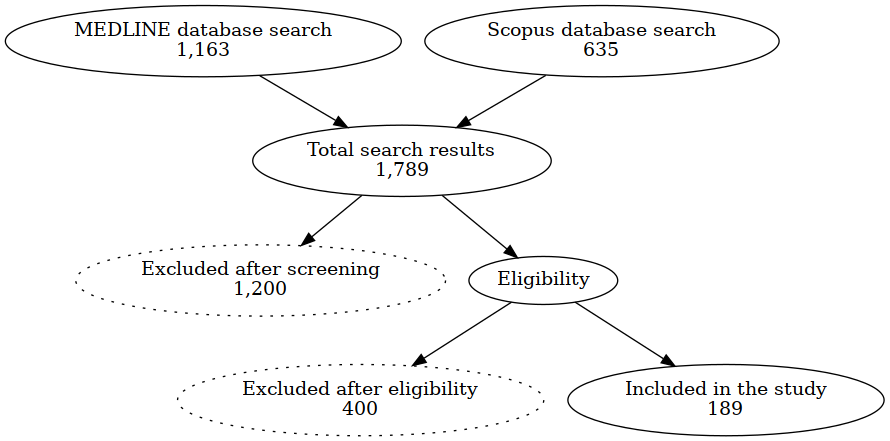 MEDLINE database search
1,163
Scopus database search
635
Total search results
1,789
Excluded after screening
1,200
Eligibility
Excluded after eligibility
400
Included in the study
189